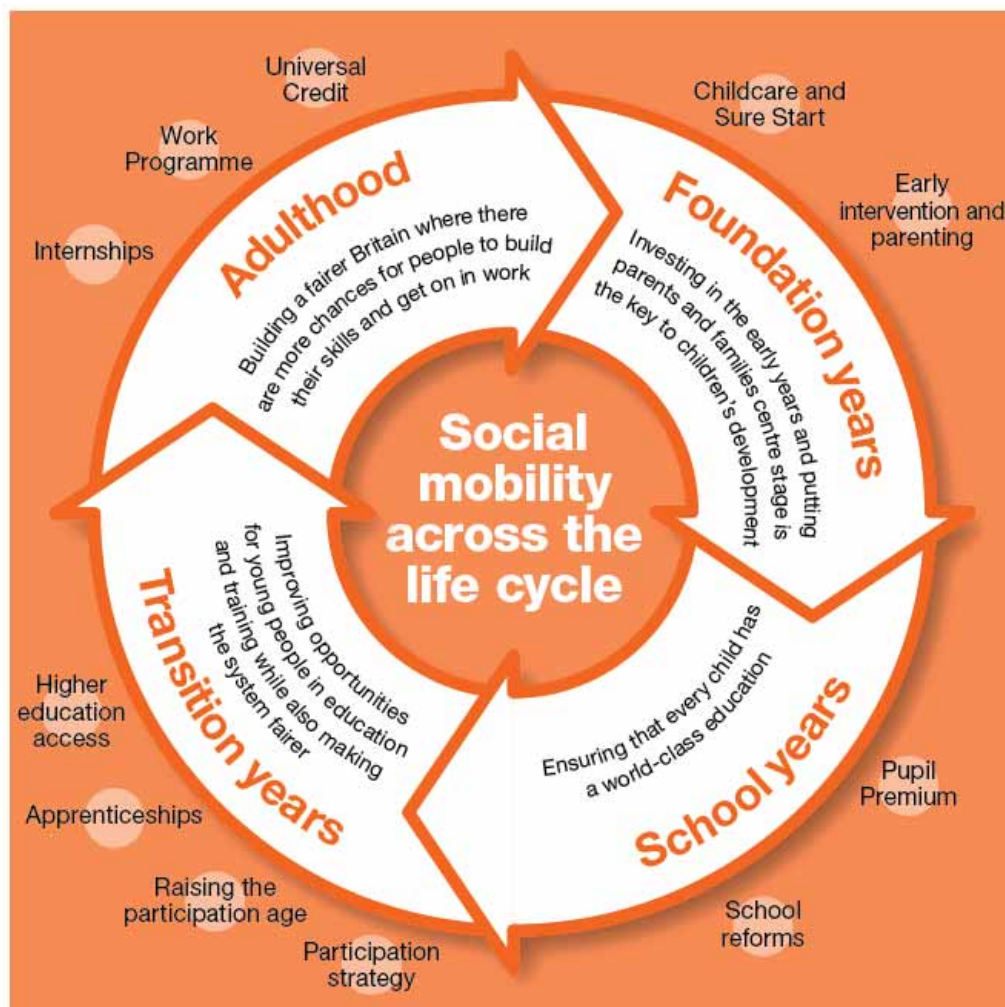 Social
mobility
across the
life cycle
Foundation years
Investing in the early years and putting
parents and families centre stage is
the key to children’s development
Childcare and
Sure Start
Early
intervention and
parenting
School years
Ensuring that every child has
a world-class education
Pupil
Premium
School
reforms
Transition years
Improving opportunities
for young people in education
and training while also making
the system fairer
Participation
strategy
Raising the
participation age
Apprenticeships
Higher
education
access
Adulthood
Building a fairer Britain where there
are more chances for people to build
their skills and get on in work
Internships
Work
Programme
Universal
Credit